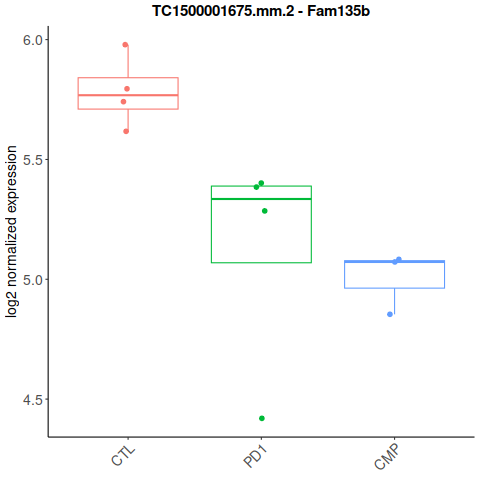 TC1500001675.mm.2 - Fam135b
log2 normalized expression
6.0
5.5
5.0
4.5
CTL
PD1
CMP